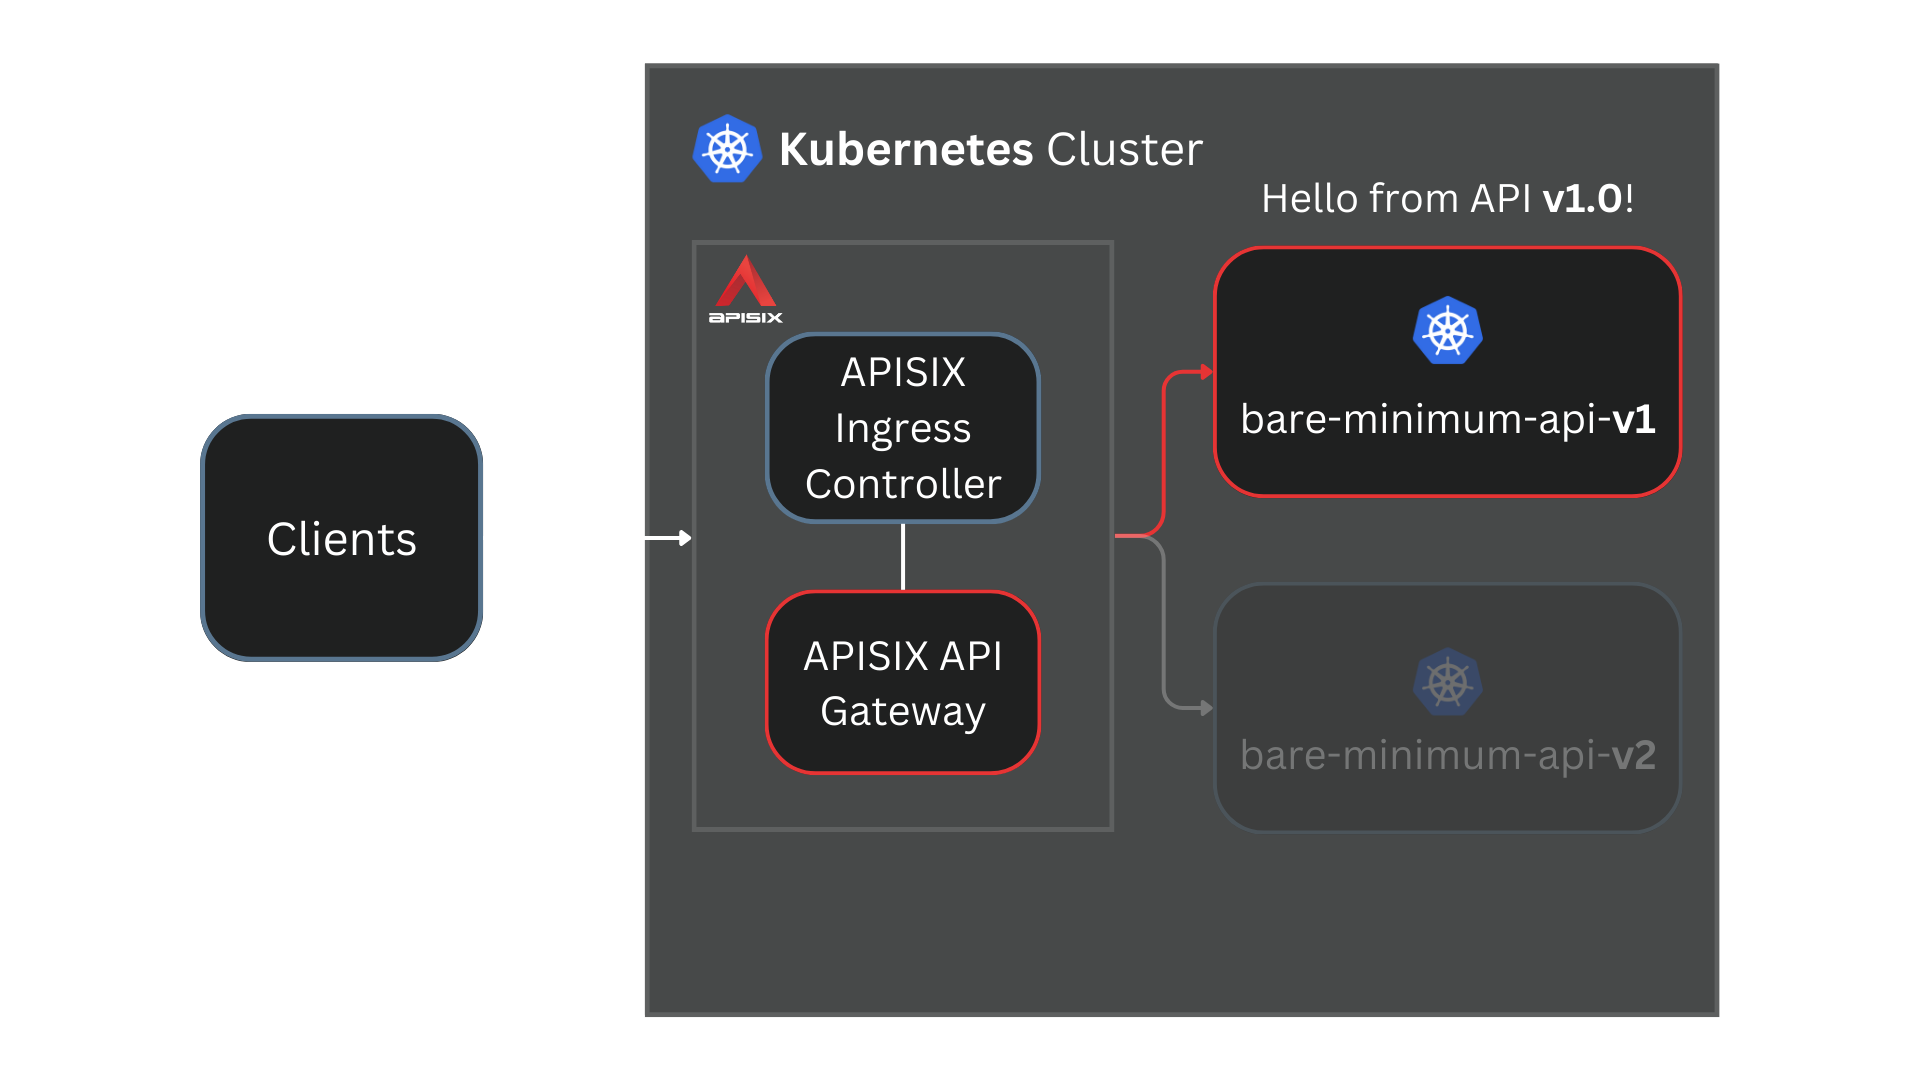 Kubernetes Cluster
Hello from API v1.0!
APISIX
APISIX
Ingress
Controller
bare-minimum-api-v1
Clients
APISIX API
Gateway
bare-minimum-api-v2